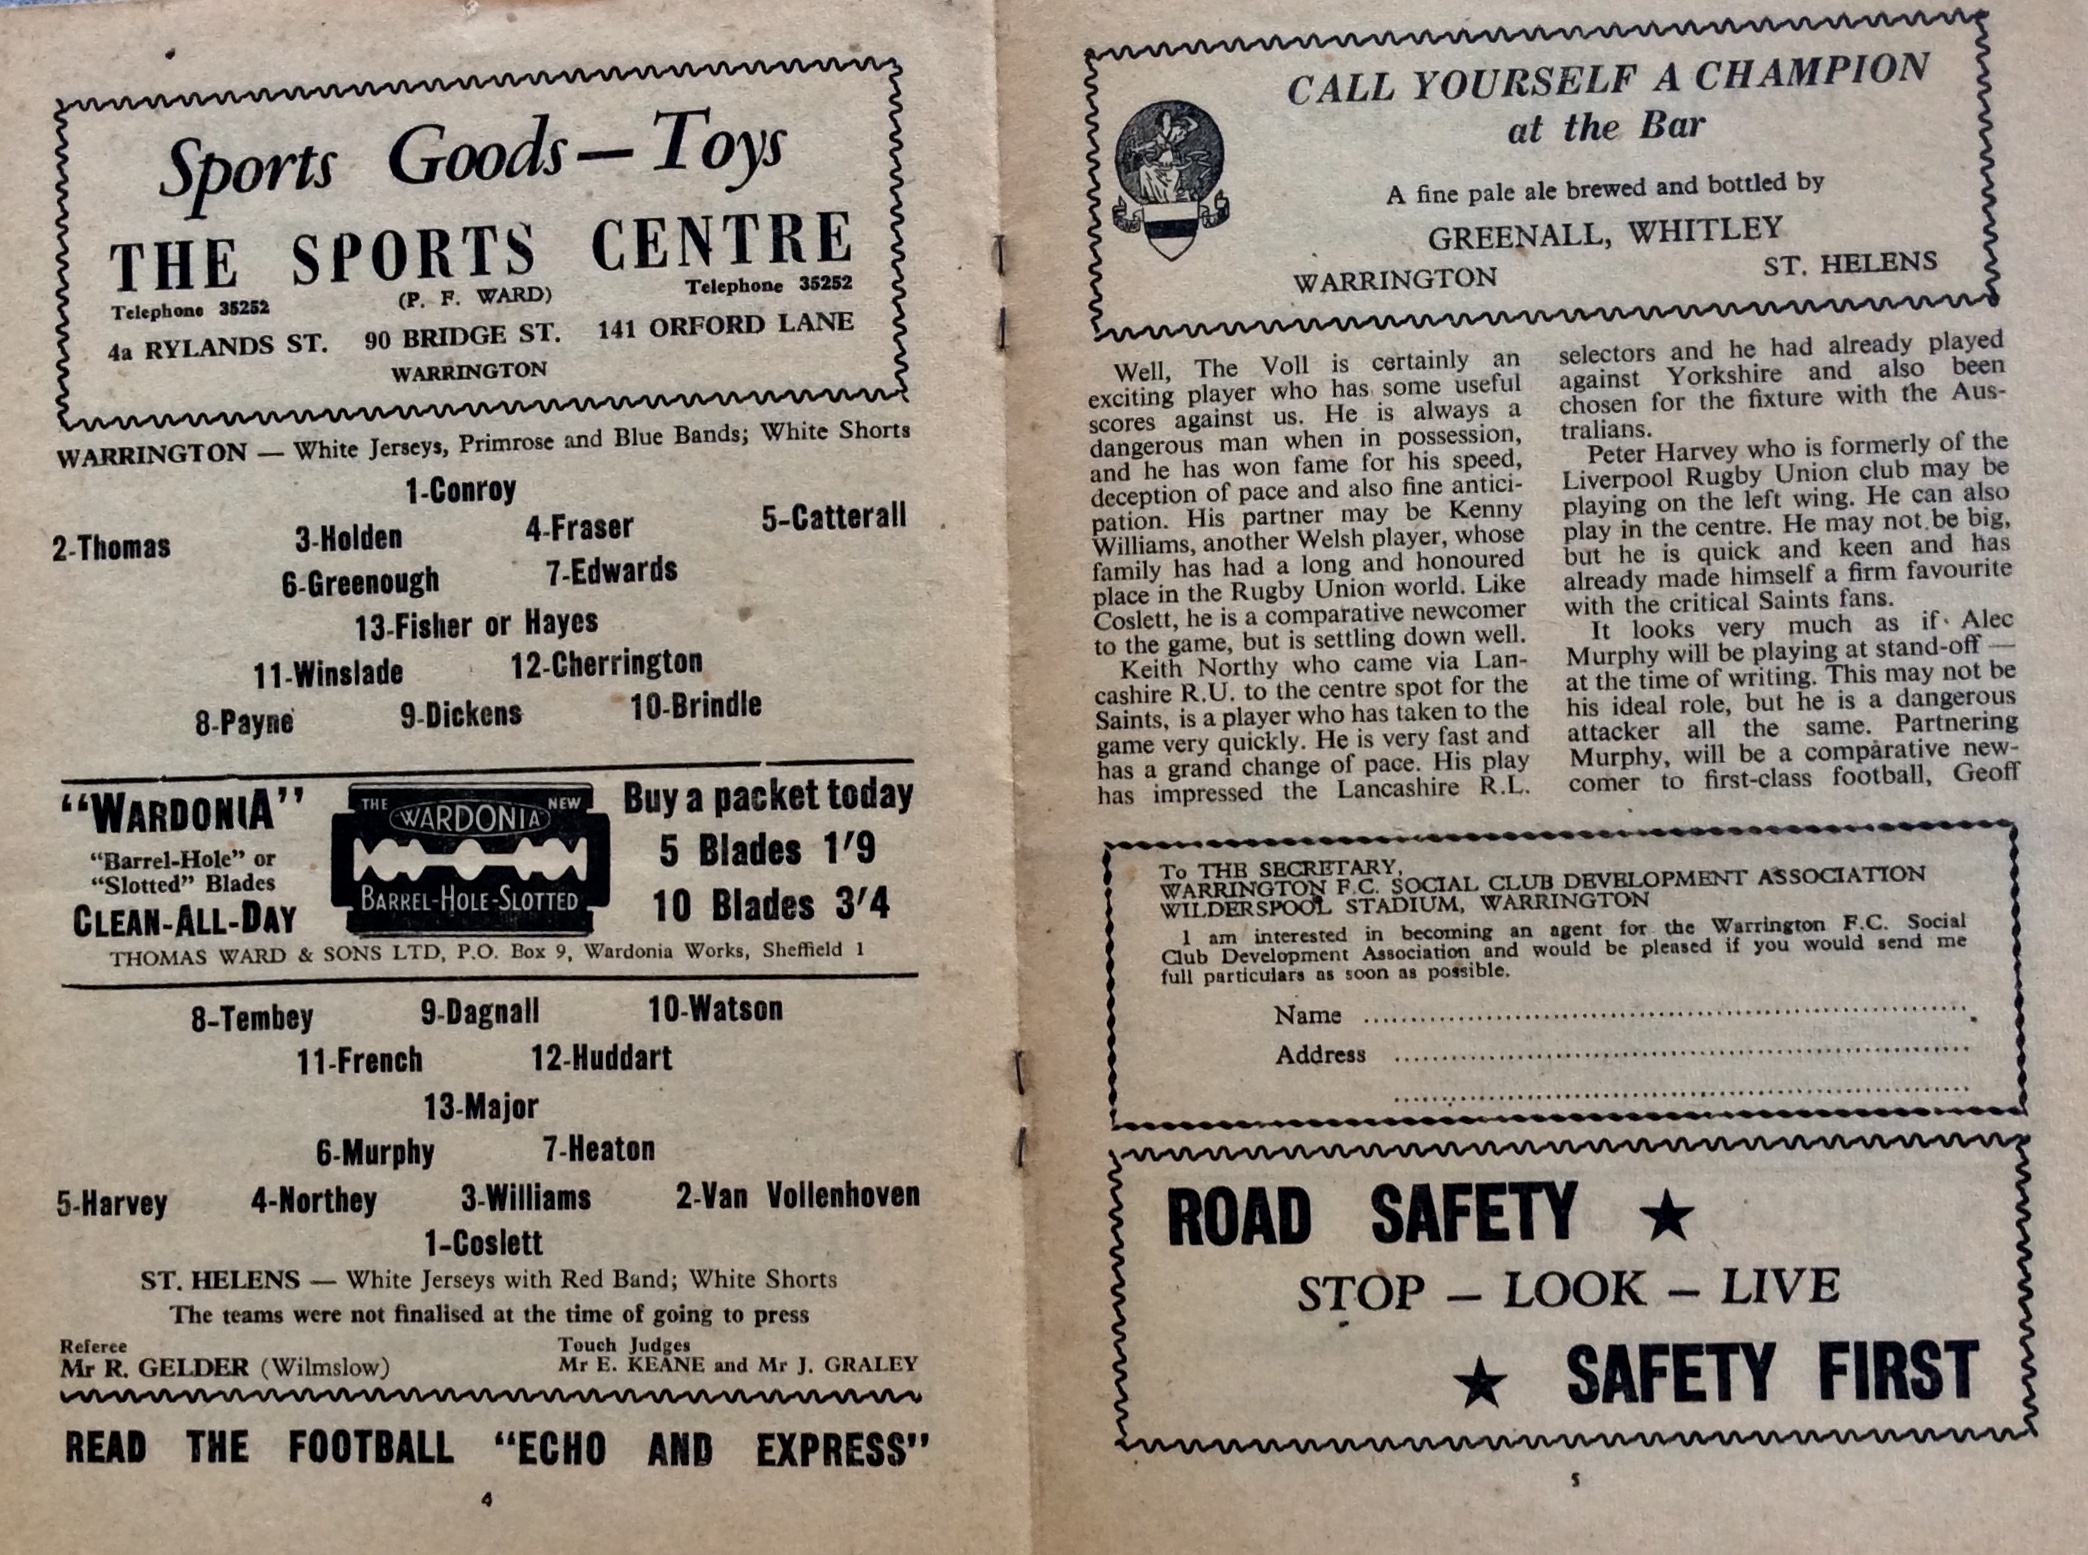 Sports Goods — Toys
THE SPORTS CENTRE
Telephone 35252 (P. F. WARD) Telephone 35252
4a RYLANDS ST. 90 BRIDGE ST. 141 ORFORD LANE
WARRINGTON
WARRINGTON — White Jerseys, Primrose and Blue Bands; White Shorts
1-Conroy
2-Thomas 3-Holden 4-Fraser 5-Catterall
6-Greenough 7-Edwards
13-Fisher or Hayes
11-Winslade 12-Cherrington
8-Payne 9-Dickens 10-Brindle
"WARDONIA"
"Barrel-Hole" or
"Slotted" Blades
CLEAN-ALL-DAY
THE WARDONIA NEW
BARREL-HOLE-SLOTTED
Buy a packet today
5 Blades 1'9
10 Blades 3'4
THOMAS WARD & SONS LTD, P.O. Box 9, Wardonia Works, Sheffield 1
8-Tembey 9-Dagnall 10-Watson
11-French 12-Huddart
13-Major
6-Murphy 7-Heaton
5-Harvey 4-Northey 3-Williams 2-Van Vollenhoven
1-Coslett
ST. HELENS — White Jerseys with Red Band; White Shorts
The teams were not finalised at the time of going to press
Referee Touch Judges
Mr R. GELDER (Wilmslow) Mr E. KEANE and Mr J. GRALEY
READ THE FOOTBALL "ECHO AND EXPRESS"
4
CALL YOURSELF A CHAMPION
at the Bar
A fine pale ale brewed and bottled by
GREENALL, WHITLEY
WARRINGTON ST. HELENS
Well, The Voll is certainly an
exciting player who has some useful
scores against us. He is always a
dangerous man when in possession,
and he has won fame for his speed,
deception of pace and also fine antici-
pation. His partner may be Kenny
Williams, another Welsh player, whose
family has had a long and honoured
place in the Rugby Union world. Like
Coslett, he is a comparative newcomer
to the game, but is settling down well.
Keith Northy who came via Lan-
cashire R.U. to the centre spot for the
Saints, is a player who has taken to the
game very quickly. He is very fast and
has a grand change of pace. His play
has impressed the Lancashire R.L.
selectors and he had already played
against Yorkshire and also been
chosen for the fixture with the Aus-
tralians.
Peter Harvey who is formerly of the
Liverpool Rugby Union club may be
playing on the left wing. He can also
play in the centre. He may not be big,
but he is quick and keen and has
already made himself a firm favourite
with the critical Saints fans.
It looks very much as if Alec
Murphy will be playing at stand-off —
at the time of writing. This may not be
his ideal role, but he is a dangerous
attacker all the same. Partnering
Murphy, will be a comparative new-
comer to first-class football, Geoff
To THE SECRETARY,
WARRINGTON F.C. SOCIAL CLUB DEVELOPMENT ASSOCIATION
WILDERSPOOL STADIUM, WARRINGTON
I am interested in becoming an agent for the Warrington F.C. Social
Club Development Association and would be pleased if you would send me
full particulars as soon as possible.
Name
Address
ROAD SAFETY ★
STOP – LOOK – LIVE
★ SAFETY FIRST
5